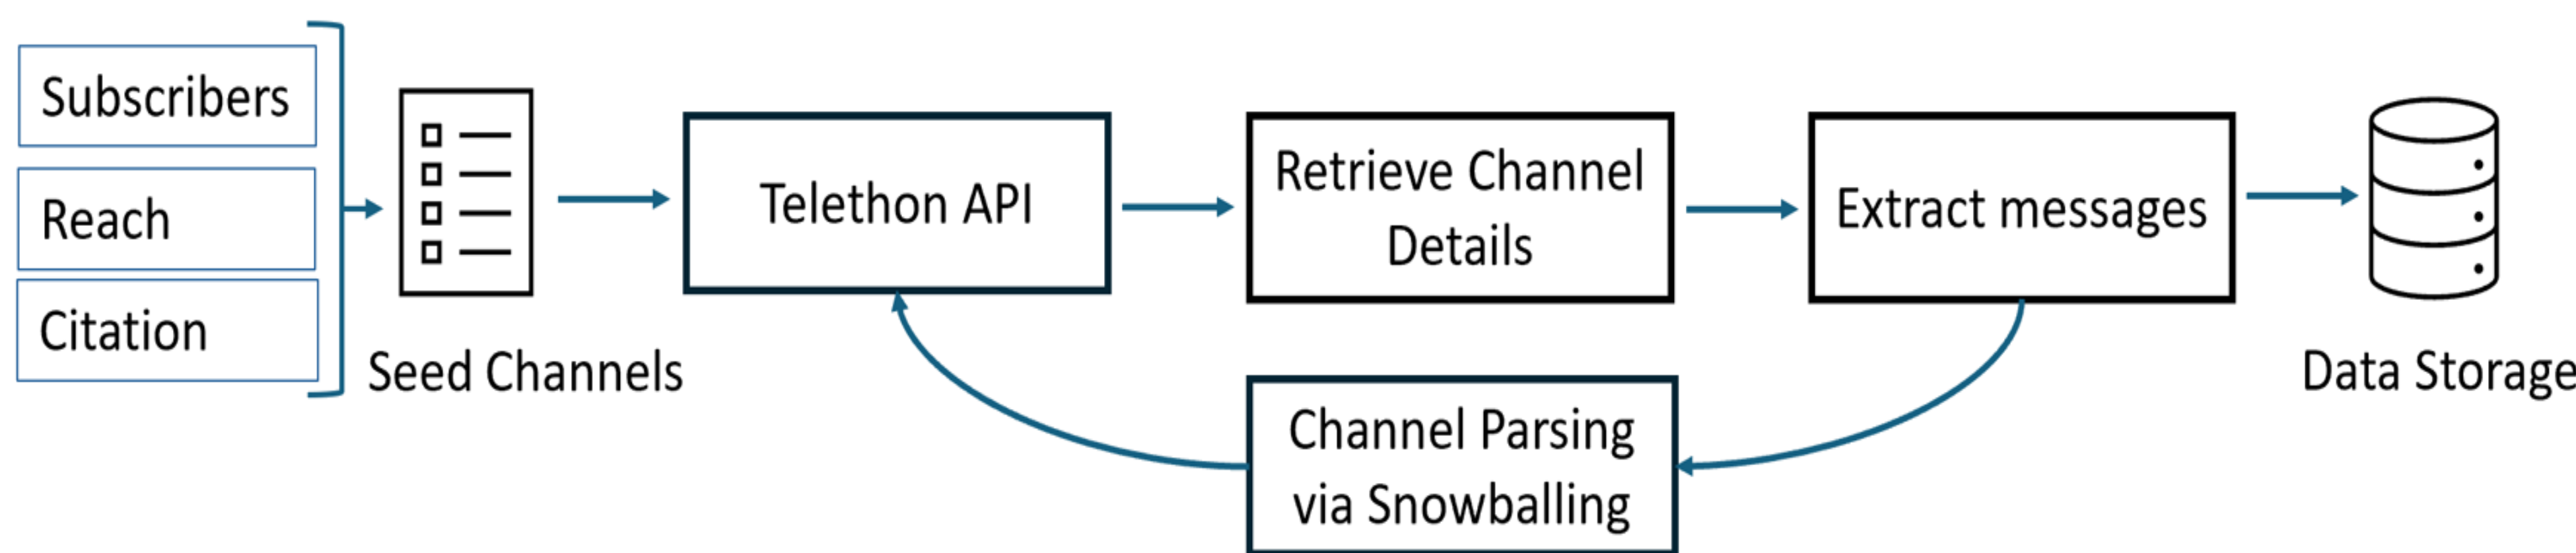 Subscribers
Reach
Citation
Seed Channels
Telethon API
Retrieve Channel
Details
Extract messages
Data Storage
Channel Parsing
via Snowballing